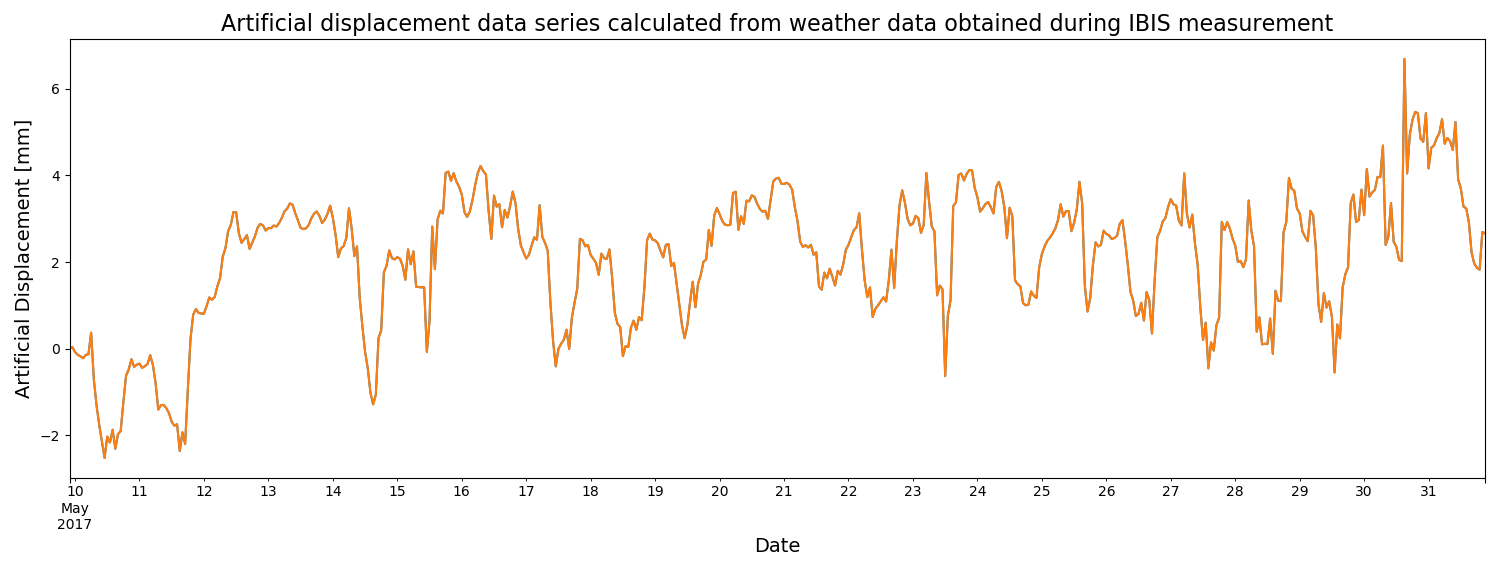 Artificial displacement data series calculated from weather data obtained during IBIS measurement
Artificial Displacement [mm]
6
4
2
0
−2
10 11 12 13 14 15 16 17 18 19 20 21 22 23 24 25 26 27 28 29 30 31
May
2017
Date